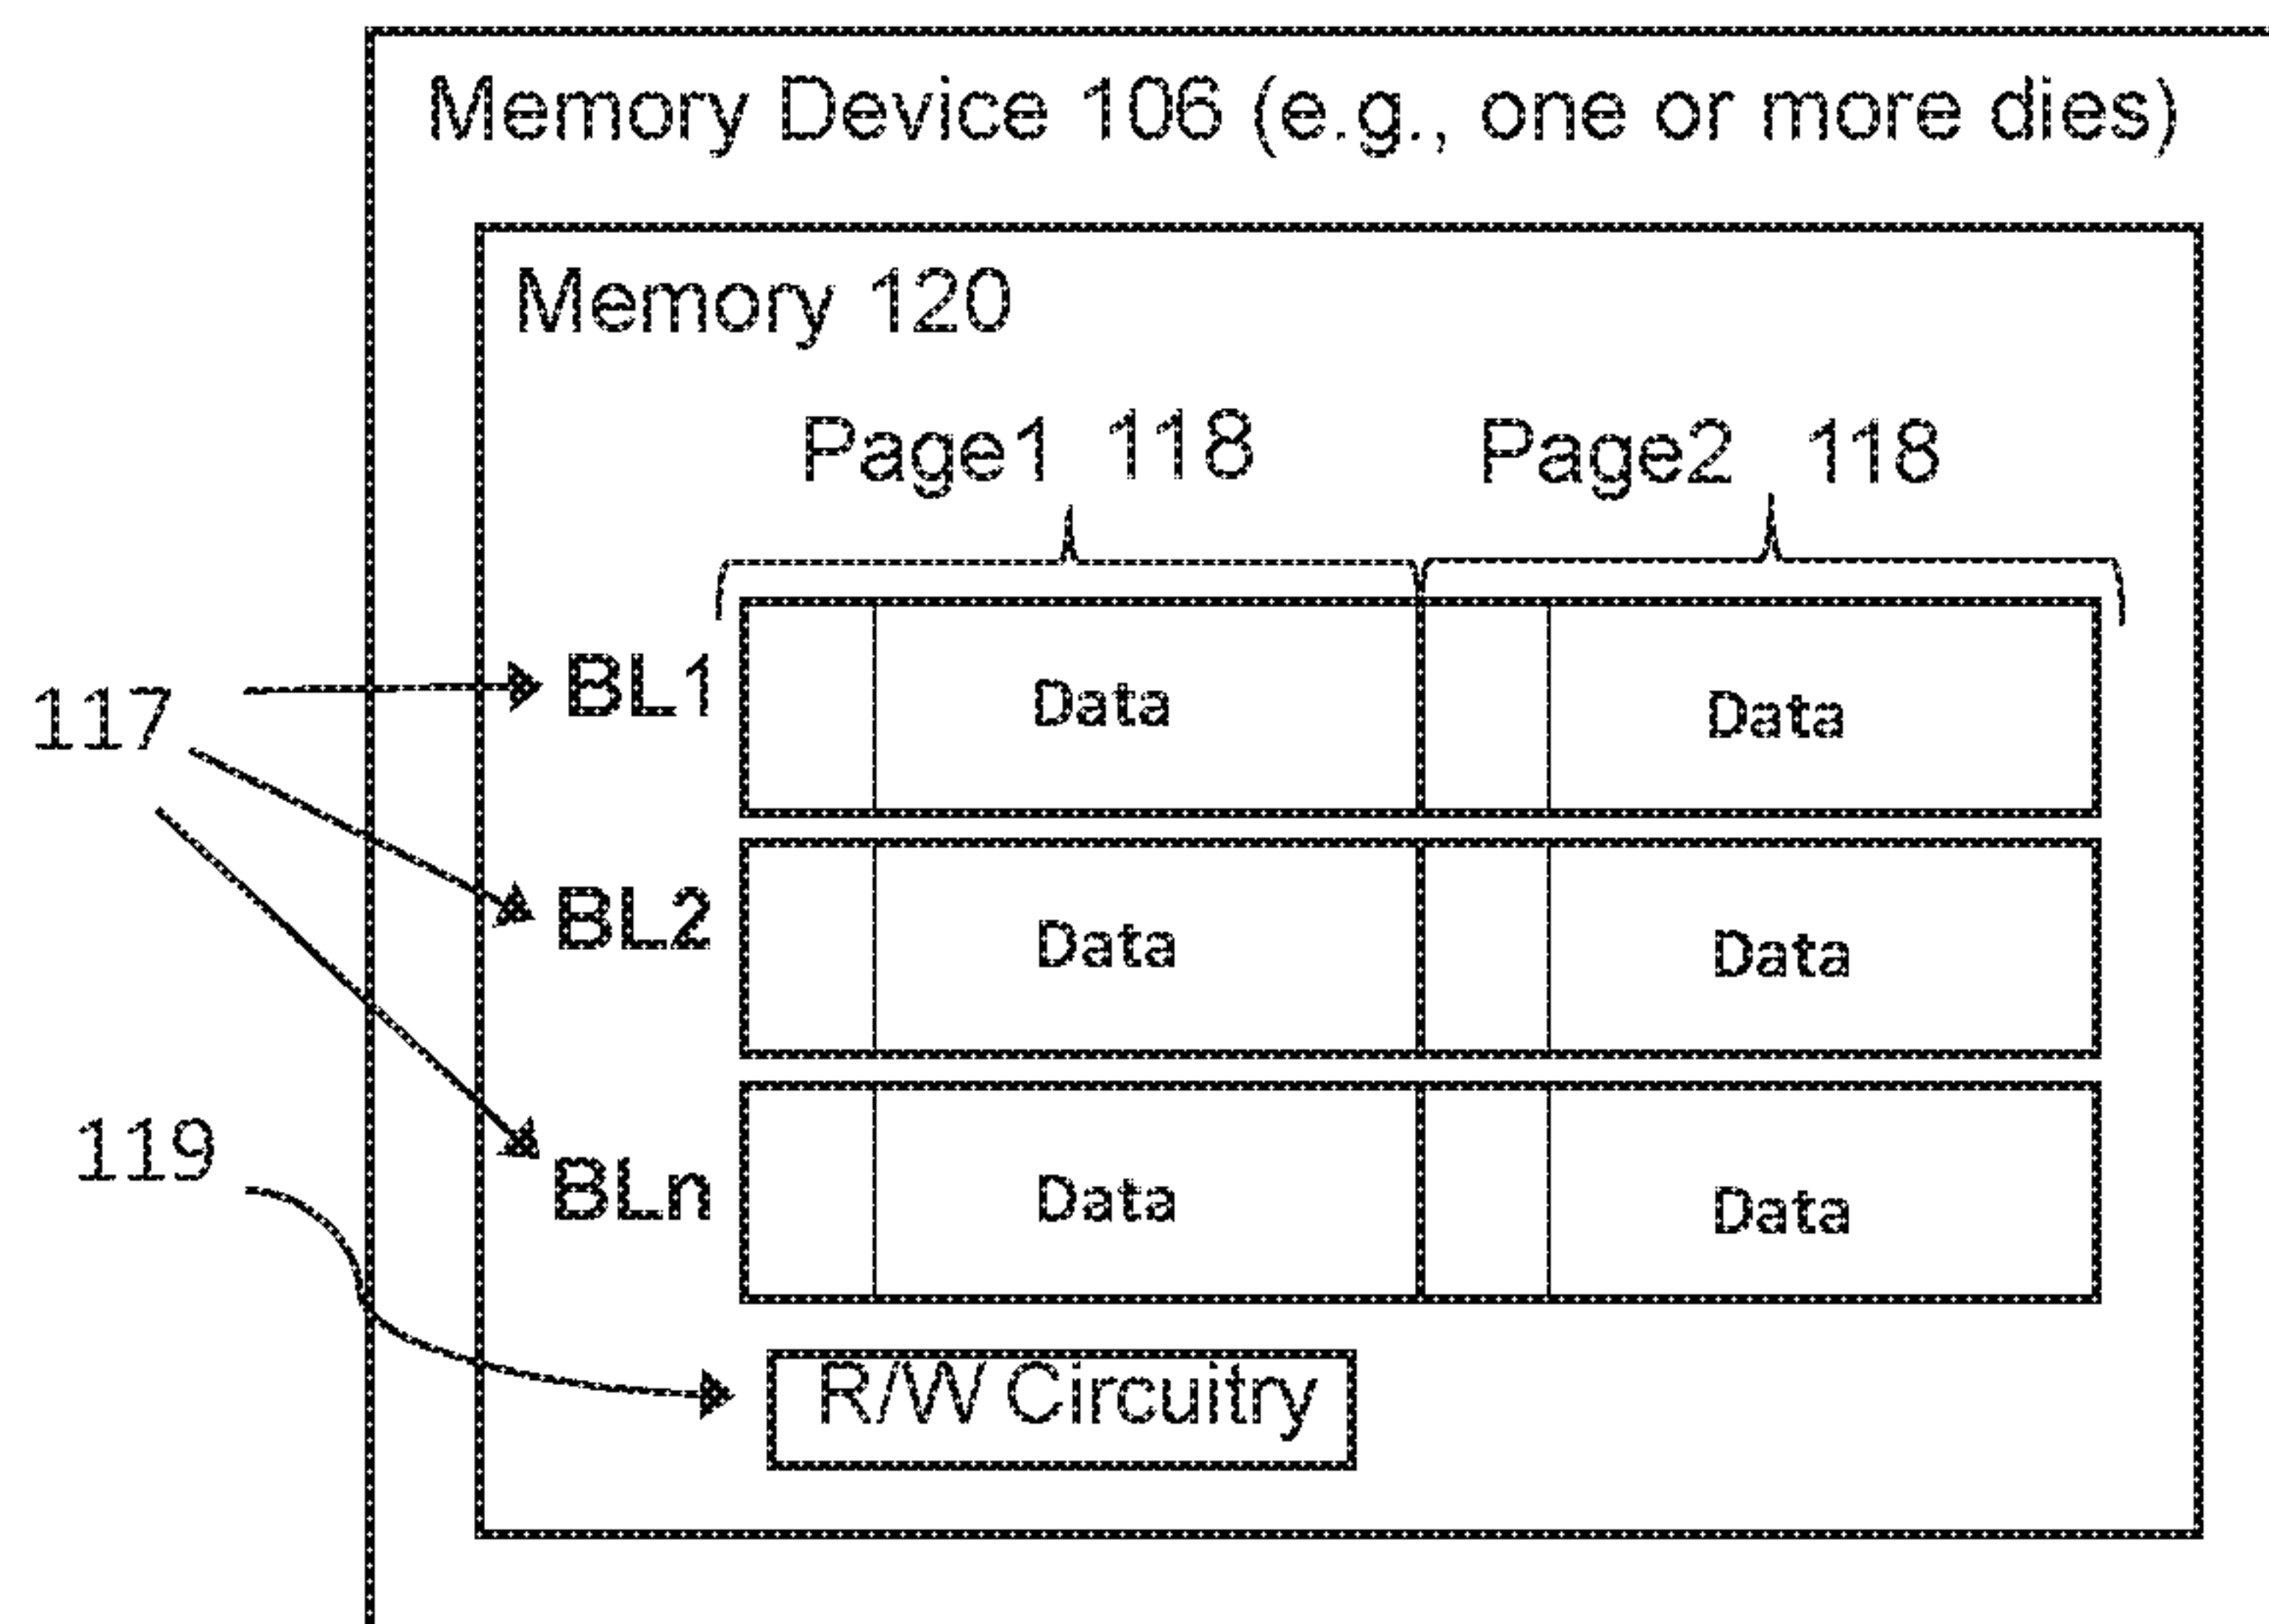 Memory Device 106 (e.g., one or more dies)
Memory 120
Page1 118 Page2 118
117 BL1 Data Data
BL2 Data Data
119 BLn Data Data
R/W Circuitry